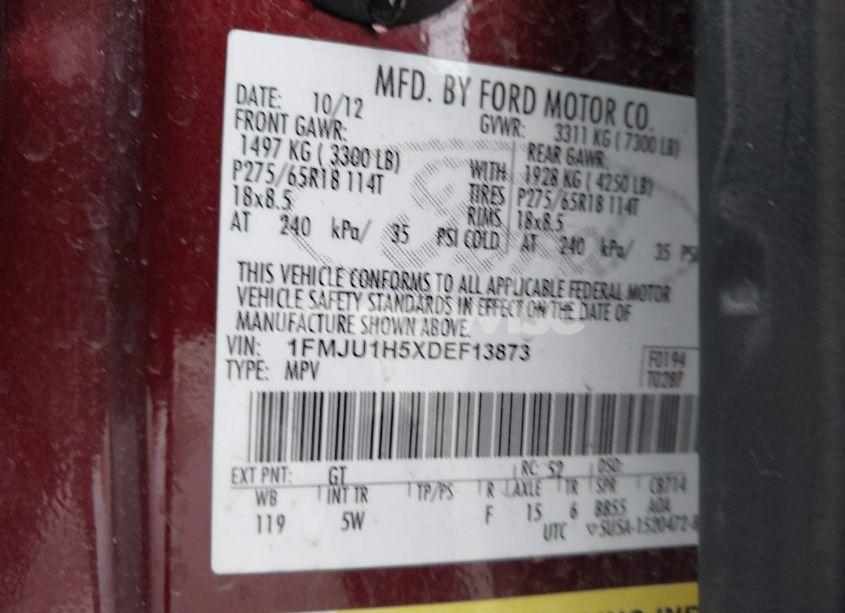 MFD. BY FORD MOTOR CO.
DATE: 10/12 GVWR: 3311 KG ( 7300 LB)
FRONT GAWR: REAR GAWR:
1497 KG ( 3300 LB) WITH 1928 KG ( 4250 LB)
P275/65R18 114T TIRES P275/65R18 114T
18x8.5 RIMS 18x8.5
AT 240 kPa/ 35 PSI COLD AT 240 kPa/ 35 PSI
THIS VEHICLE CONFORMS TO ALL APPLICABLE FEDERAL MOTOR
VEHICLE SAFETY STANDARDS IN EFFECT ON THE DATE OF
MANUFACTURE SHOWN ABOVE.
VIN: 1FMJU1H5XDEF13873
TYPE: MPV
F0194
T0287
EXT PNT: GT RC: 52 DSO:
WB INT TR TP/PS R AXLE TR SPR CB714
119 5W F 15 6 BB55 AOA
UTC